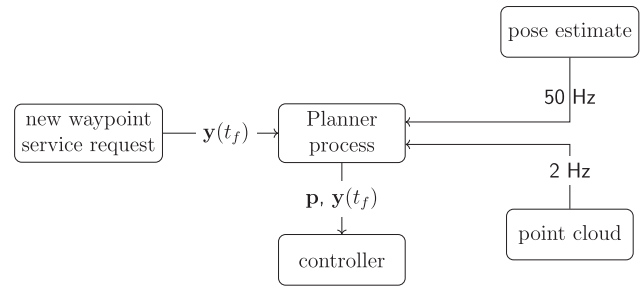 pose estimate
50 Hz
new waypoint
service request
y(t_f)
Planner
process
2 Hz
p, y(t_f)
point cloud
controller